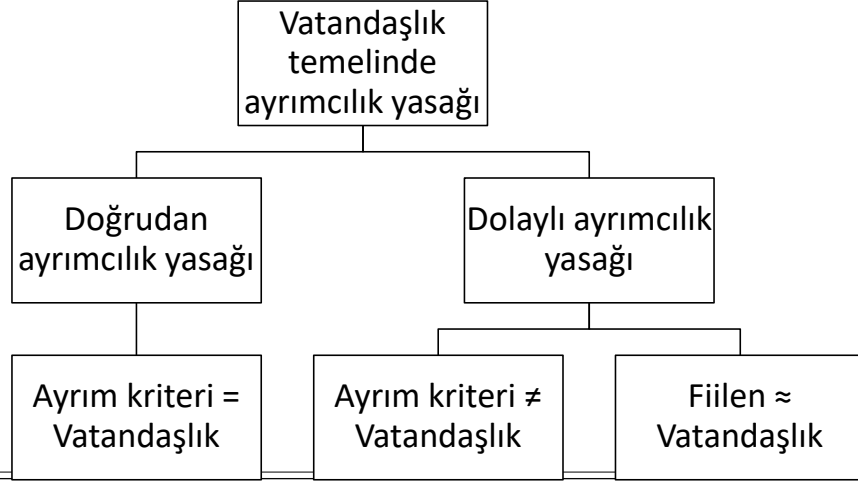 Vatandaşlık
temelinde
ayrımcılık yasağı
Doğrudan
ayrımcılık yasağı
Dolaylı ayrımcılık
yasağı
Ayrım kriteri =
Vatandaşlık
Ayrım kriteri ≠
Vatandaşlık
Fiilen ≈
Vatandaşlık